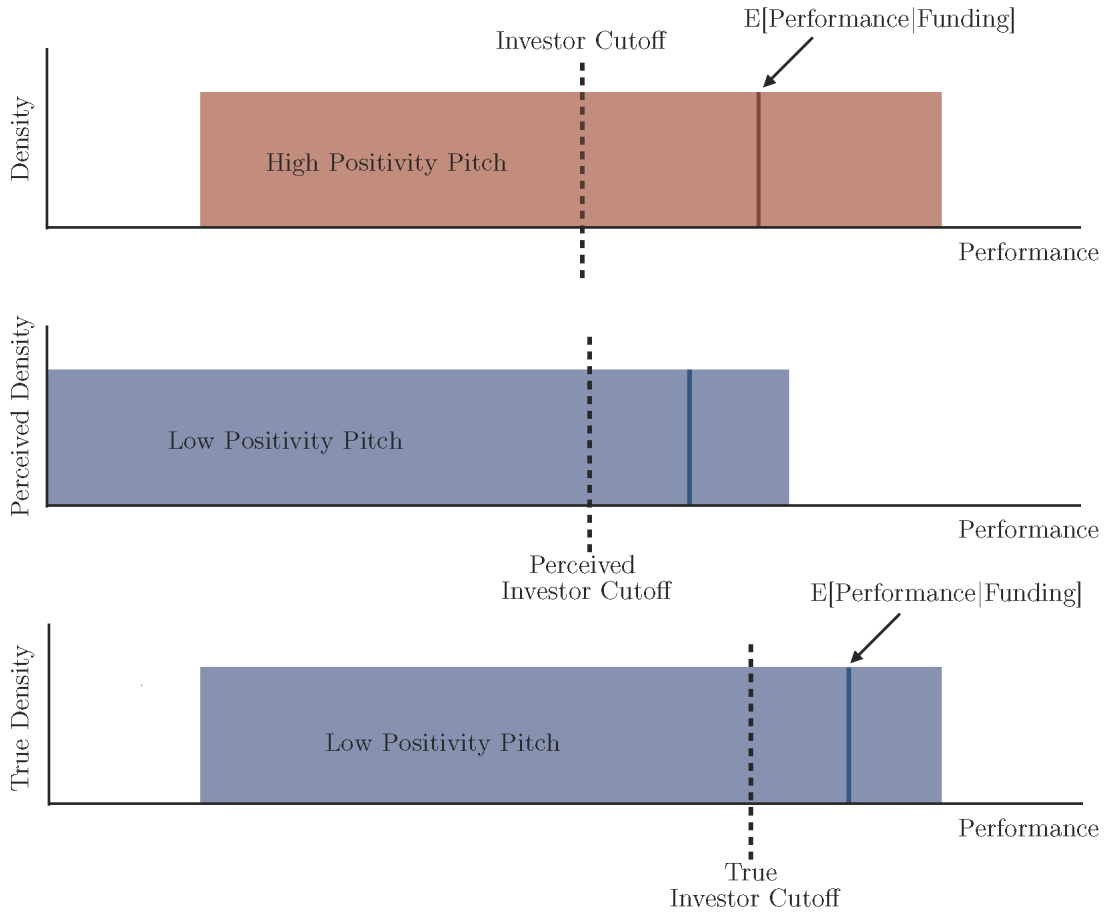 E[Performance|Funding]
Investor Cutoff
Density
High Positivity Pitch
Performance
Perceived Density
Low Positivity Pitch
Performance
Perceived
Investor Cutoff
E[Performance|Funding]
True Density
Low Positivity Pitch
Performance
True
Investor Cutoff